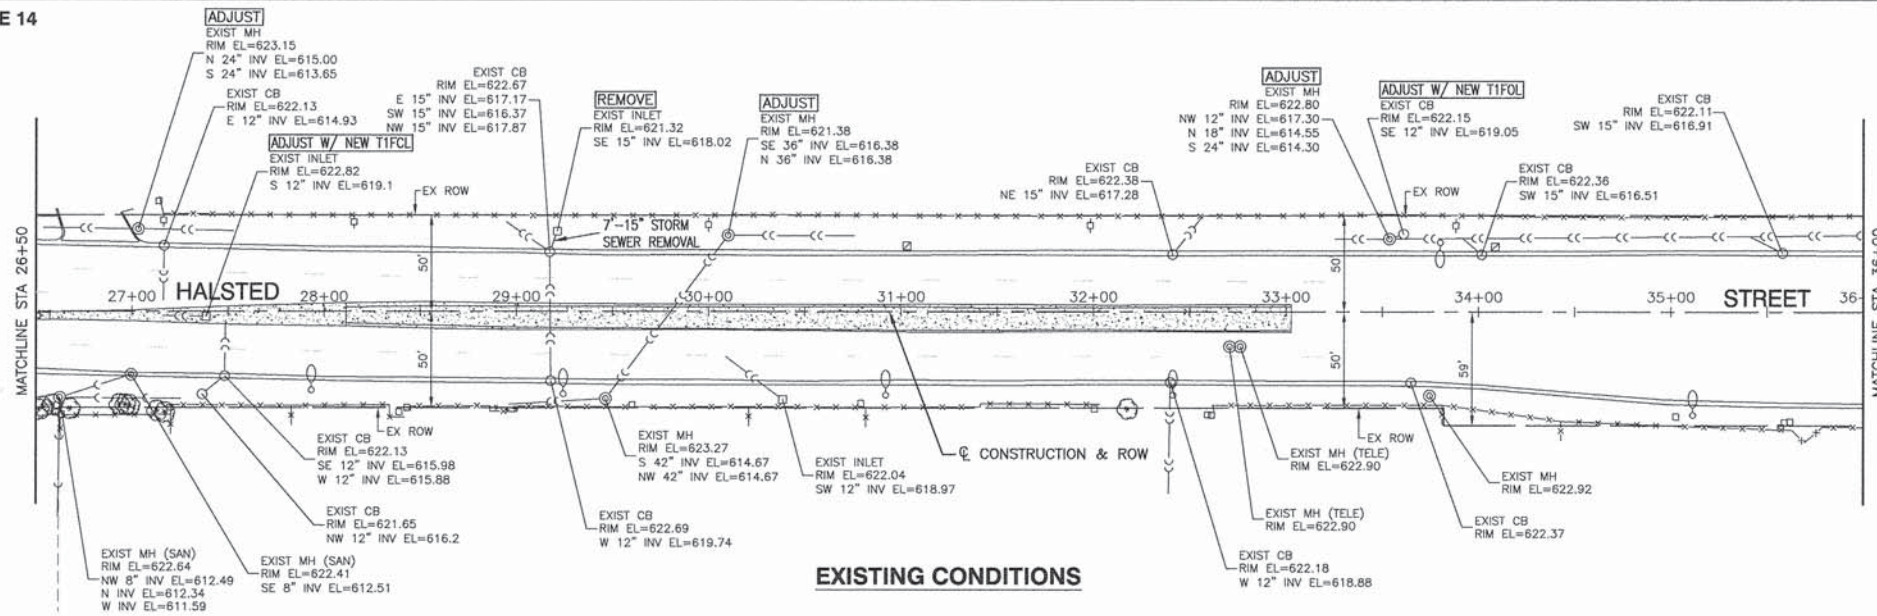 E 14
ADJUST
EXIST MH
RIM EL=623.15
N 24" INV EL=615.00
S 24" INV EL=613.65
EXIST CB
RIM EL=622.13
E 12" INV EL=614.93
ADJUST W/ NEW T1FCL
EXIST INLET
RIM EL=622.82
S 12" INV EL=619.1
EXIST CB
RIM EL=622.67
E 15" INV EL=617.17
SW 15" INV EL=616.37
NW 15" INV EL=617.87
REMOVE
EXIST INLET
RIM EL=621.32
SE 15" INV EL=618.02
ADJUST
EXIST MH
RIM EL=621.38
SE 36" INV EL=616.38
N 36" INV EL=616.38
EXIST CB
RIM EL=622.38
NE 15" INV EL=617.28
ADJUST
EXIST MH
RIM EL=622.80
NW 12" INV EL=617.30
N 18" INV EL=614.55
S 24" INV EL=614.30
ADJUST W/ NEW T1FOL
EXIST CB
RIM EL=622.15
SE 12" INV EL=619.05
EXIST CB
RIM EL=622.36
SW 15" INV EL=616.51
EXIST CB
RIM EL=622.11
SW 15" INV EL=616.91
EX ROW
EX ROW
7'-15" STORM
SEWER REMOVAL
50'
50'
MATCHLINE STA 26+50
27+00
HALSTED
28+00
29+00
30+00
31+00
32+00
33+00
34+00
35+00
STREET
36
MATCHLINE STA 36+00
50'
50'
59'
EX ROW
EX ROW
℄ CONSTRUCTION & ROW
EXIST CB
RIM EL=622.13
SE 12" INV EL=615.98
W 12" INV EL=615.88
EXIST CB
RIM EL=621.65
NW 12" INV EL=616.2
EXIST MH (SAN)
RIM EL=622.64
NW 8" INV EL=612.49
N INV EL=612.34
W INV EL=611.59
EXIST MH (SAN)
RIM EL=622.41
SE 8" INV EL=612.51
EXIST MH
RIM EL=623.27
S 42" INV EL=614.67
NW 42" INV EL=614.67
EXIST CB
RIM EL=622.69
W 12" INV EL=619.74
EXIST INLET
RIM EL=622.04
SW 12" INV EL=618.97
EXIST MH (TELE)
RIM EL=622.90
EXIST MH (TELE)
RIM EL=622.90
EXIST CB
RIM EL=622.18
W 12" INV EL=618.88
EXIST MH
RIM EL=622.92
EXIST CB
RIM EL=622.37
EXISTING CONDITIONS